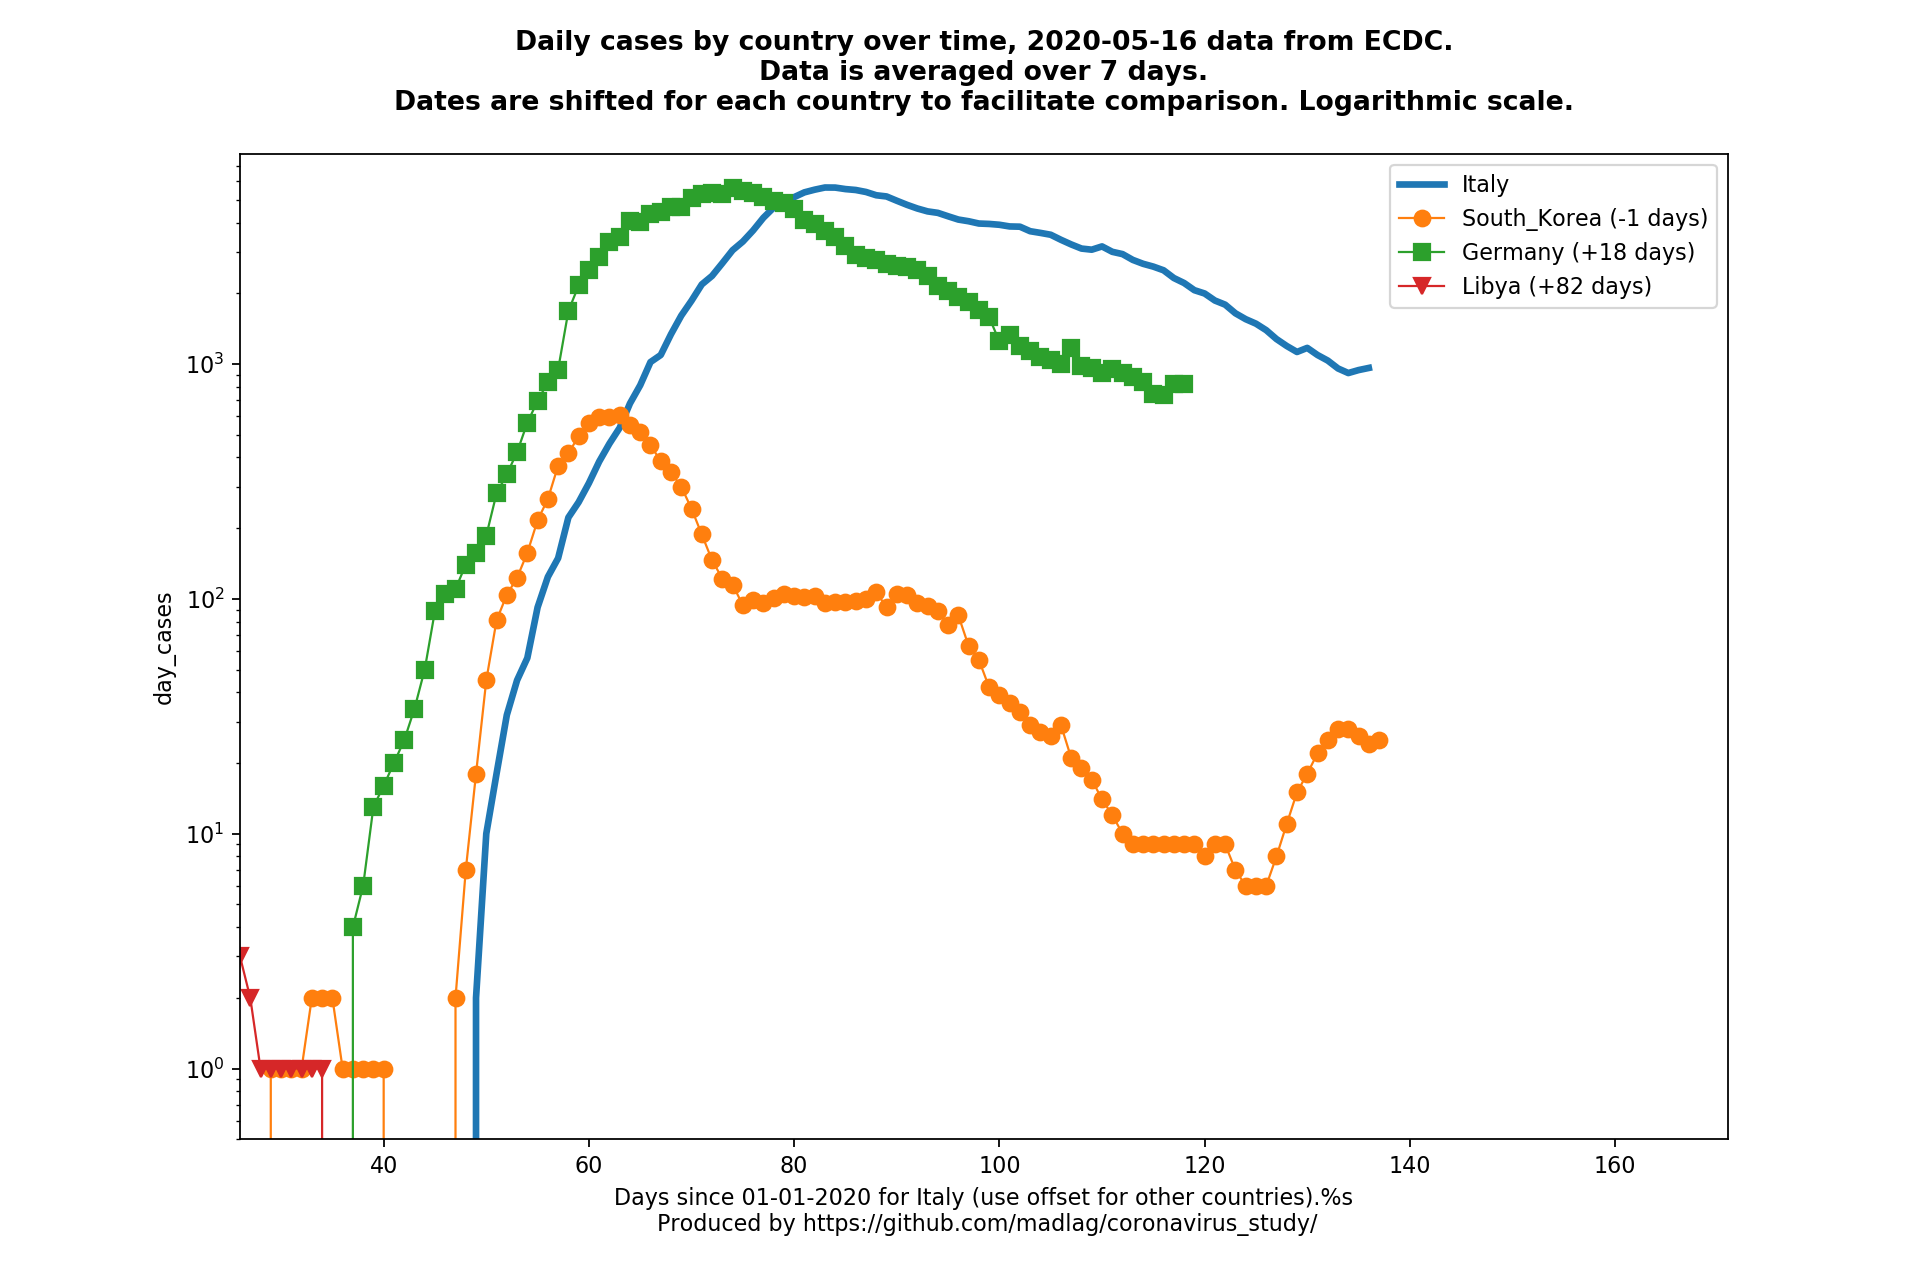 Daily cases by country over time, 2020-05-16 data from ECDC.
Data is averaged over 7 days.
Dates are shifted for each country to facilitate comparison. Logarithmic scale.
Italy
South_Korea (-1 days)
Germany (+18 days)
Libya (+82 days)
10³
10²
10¹
10⁰
day_cases
40 60 80 100 120 140 160
Days since 01-01-2020 for Italy (use offset for other countries).%s
Produced by https://github.com/madlag/coronavirus_study/